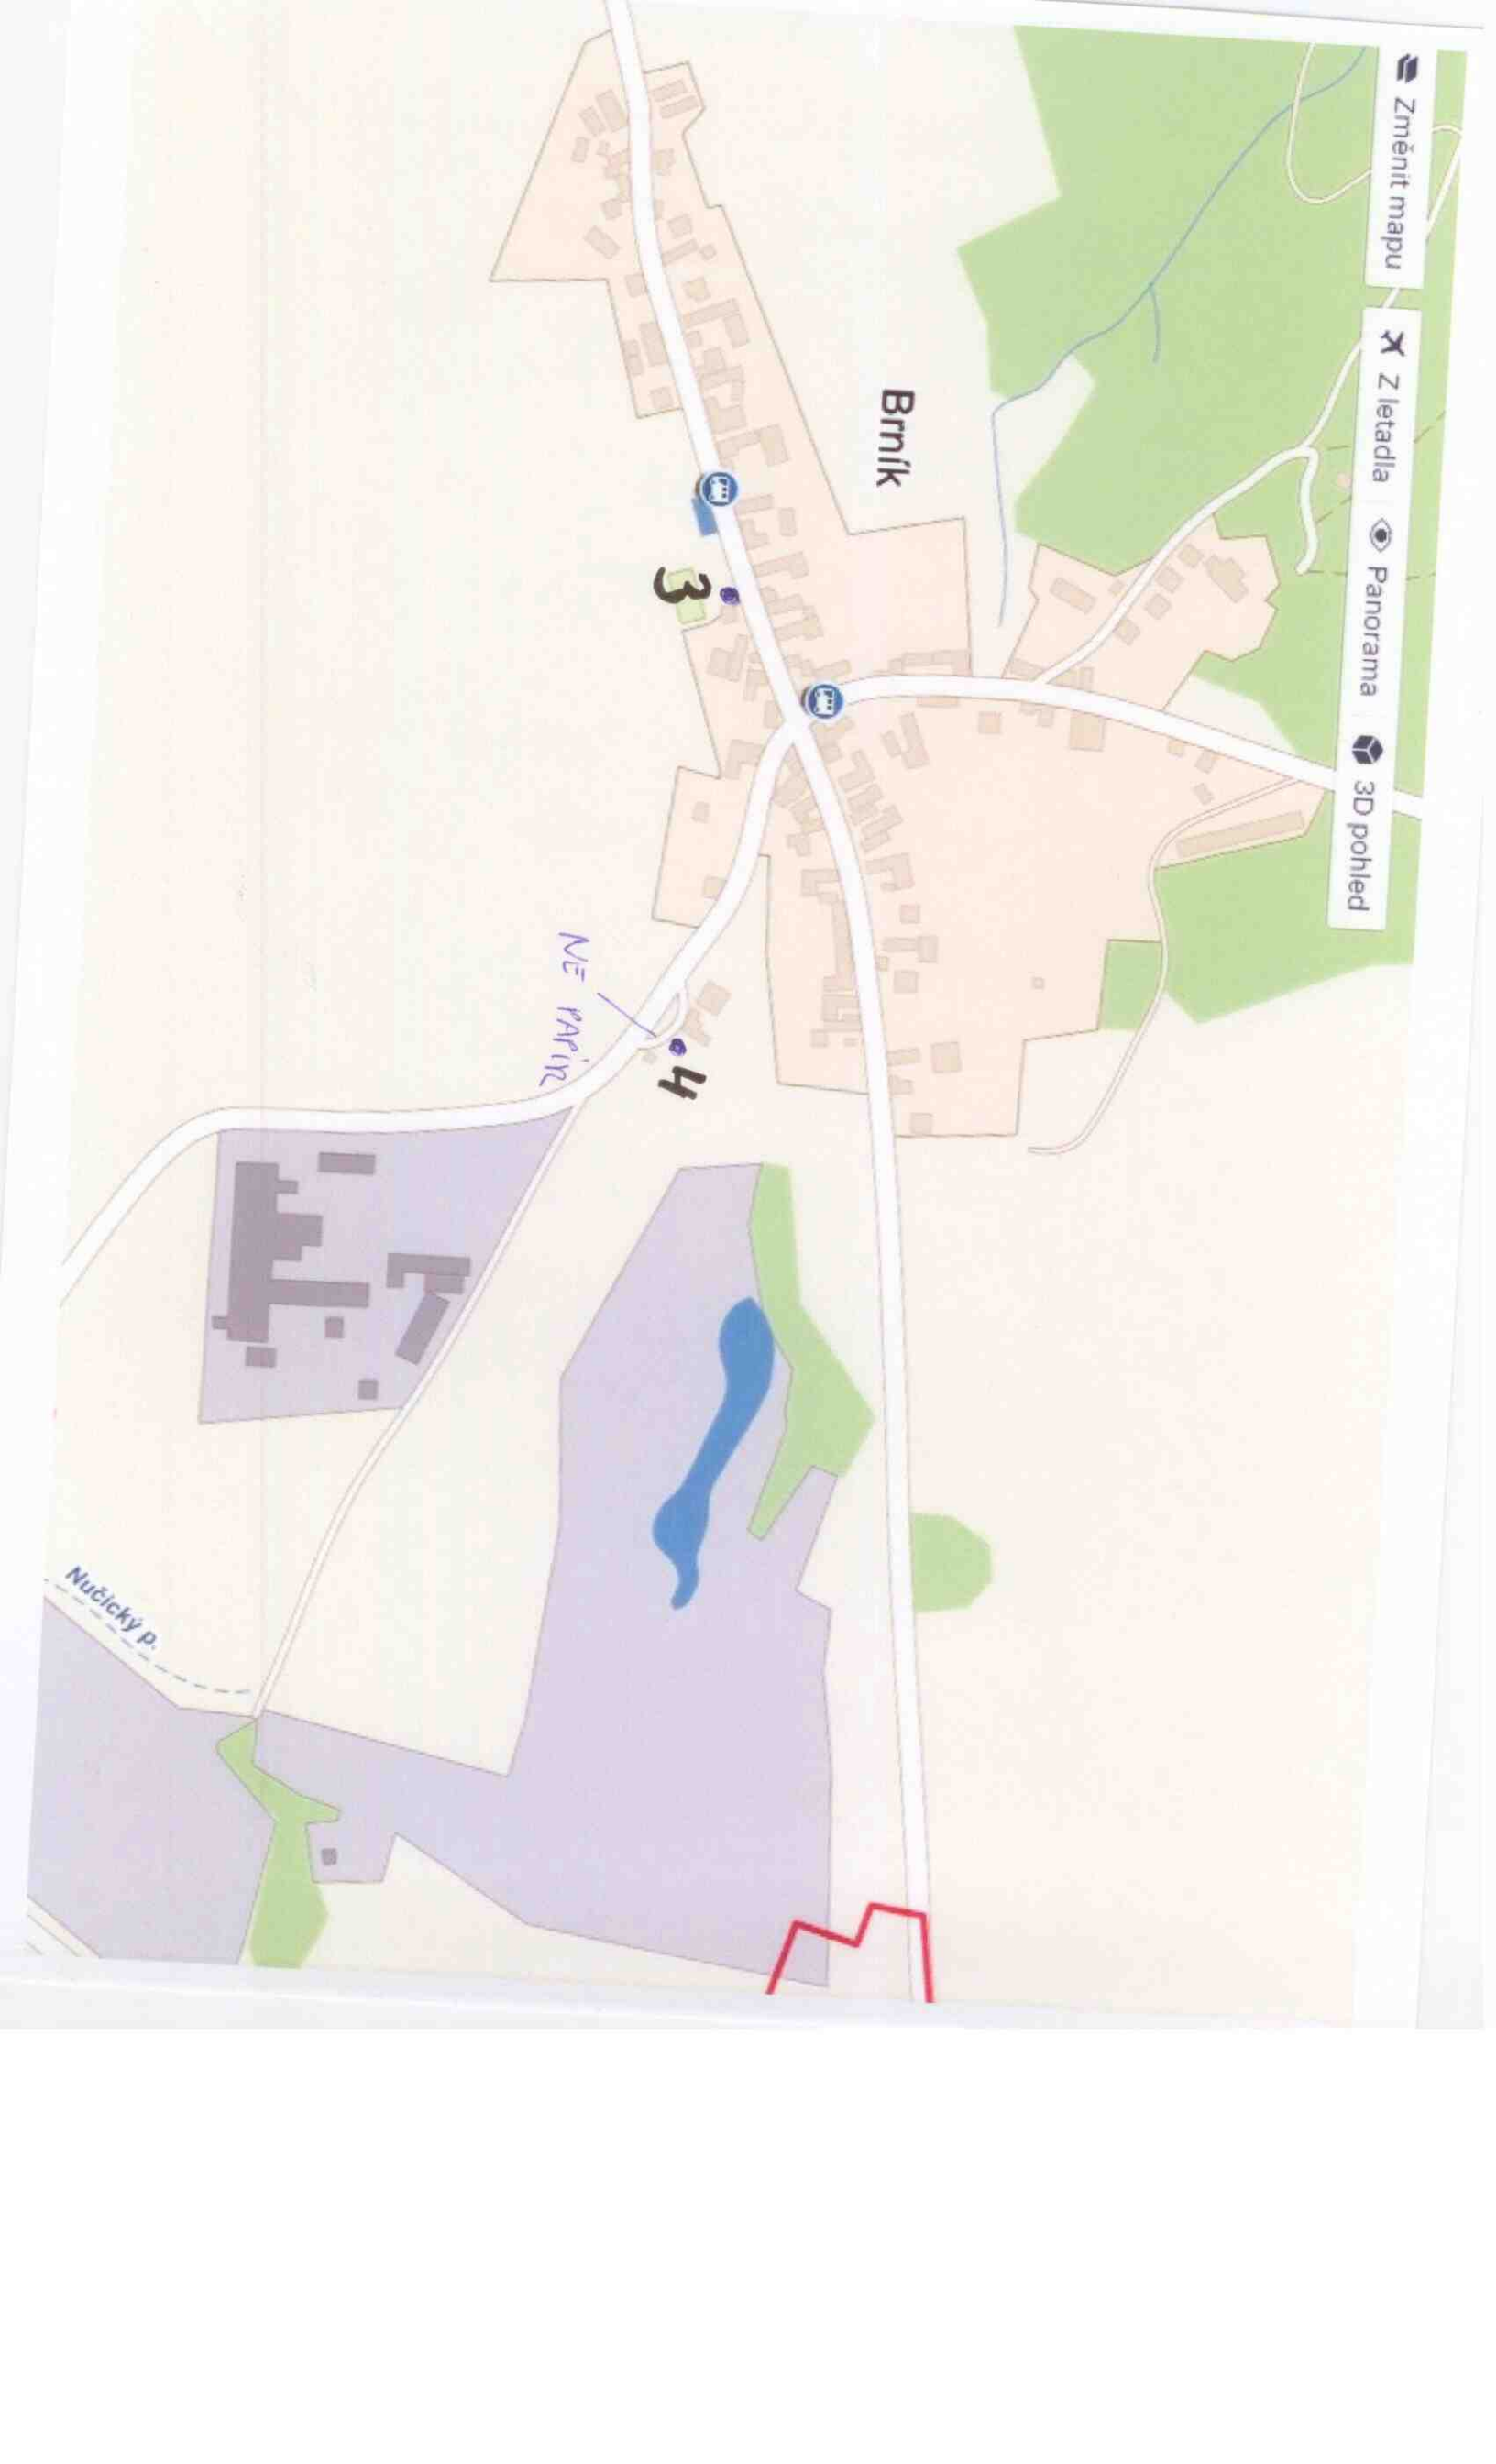 Změnit mapu
Z letadla
Panorama
3D pohled
Brník
3
4
NE PAPÍR
Nučický p.